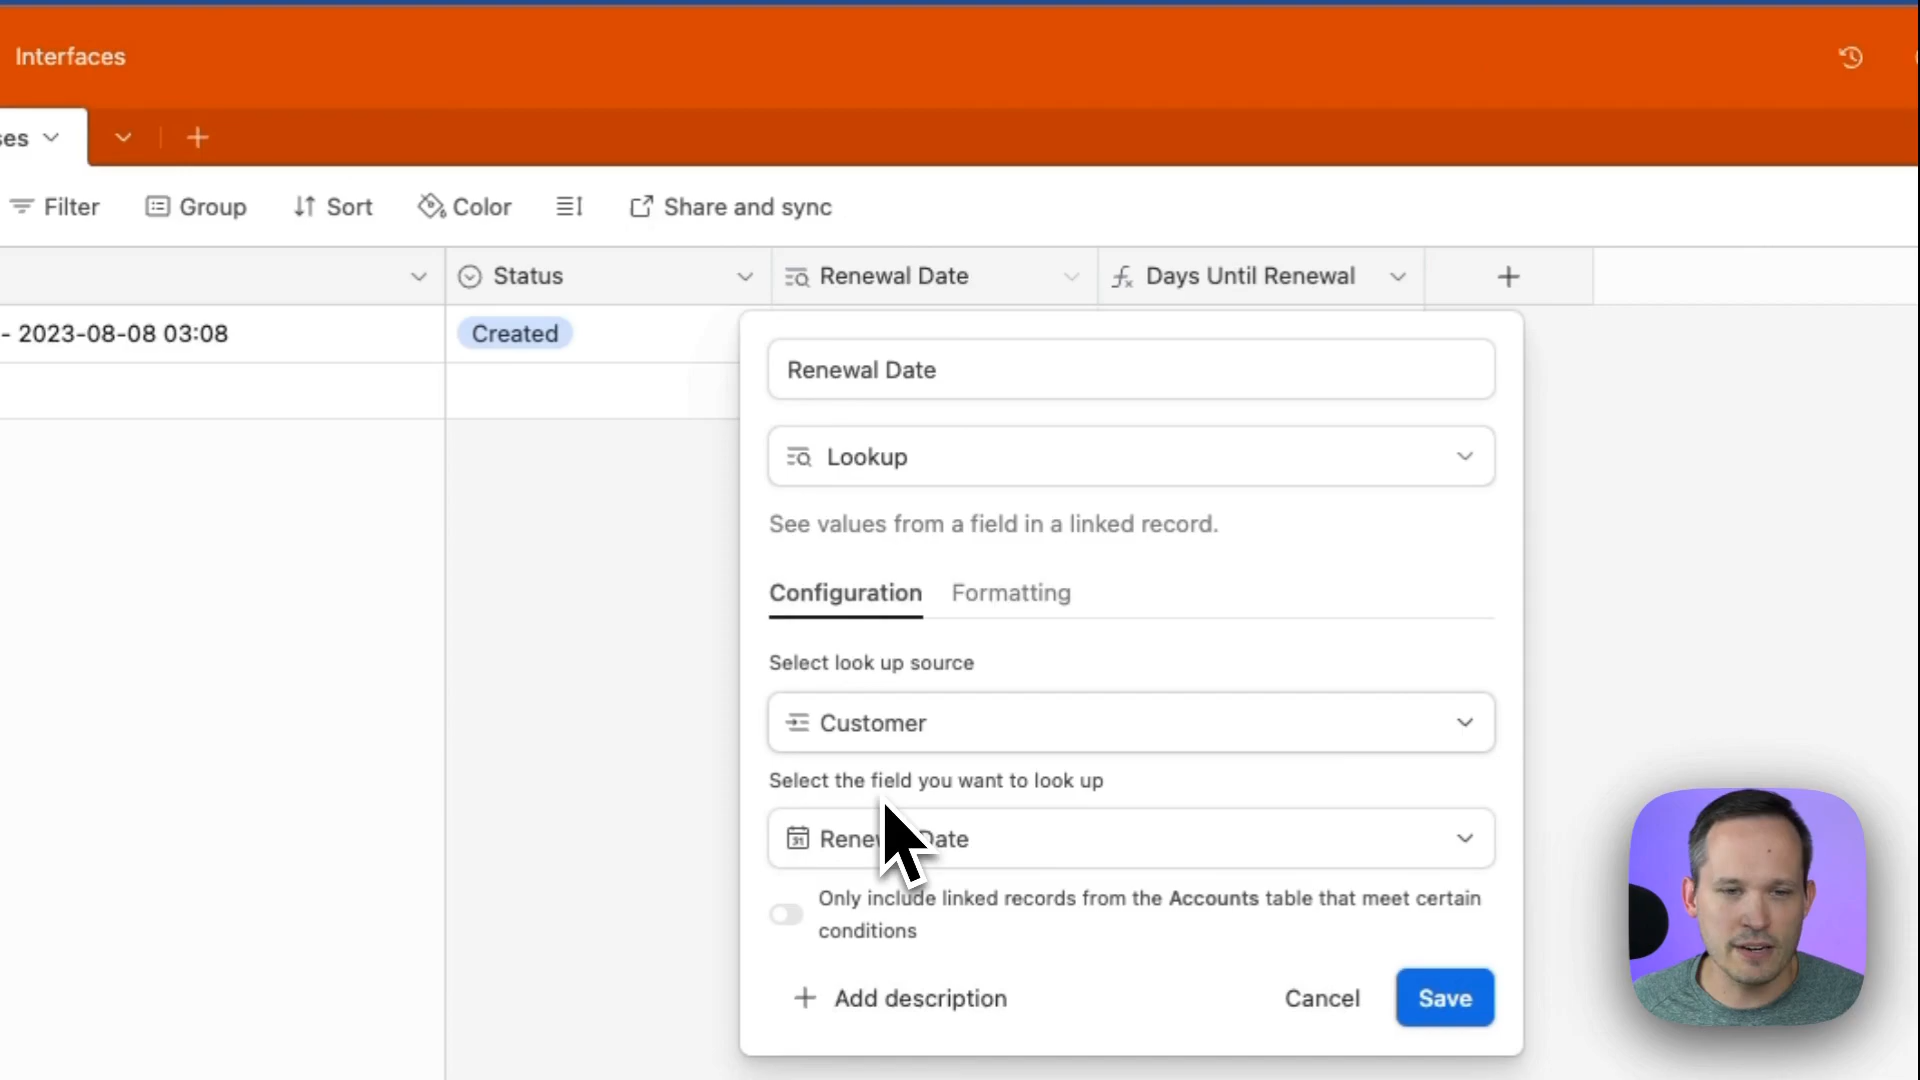 Interfaces
ses
Filter
Group
Sort
Color
Share and sync
Status
Renewal Date
Days Until Renewal
- 2023-08-08 03:08
Created
Renewal Date
Lookup
See values from a field in a linked record.
Configuration
Formatting
Select look up source
Customer
Select the field you want to look up
Rene Date
Only include linked records from the Accounts table that meet certain
conditions
Add description
Cancel
Save